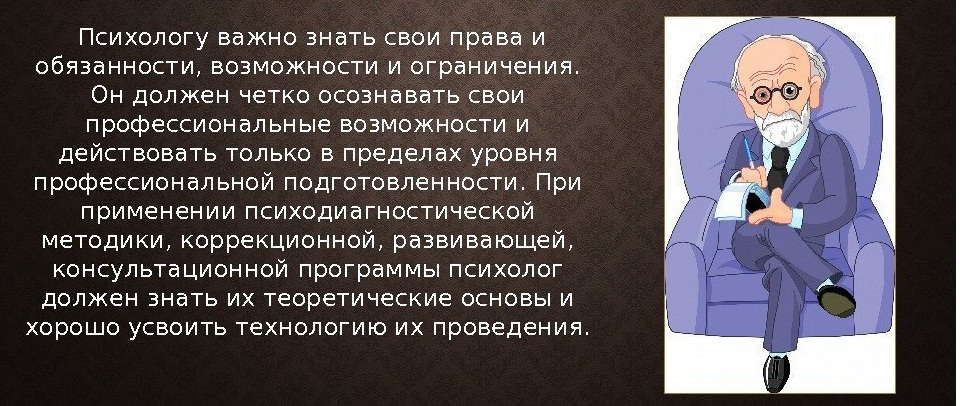 Психологу важно знать свои права и
обязанности, возможности и ограничения.
Он должен четко осознавать свои
профессиональные возможности и
действовать только в пределах уровня
профессиональной подготовленности. При
применении психодиагностической
методики, коррекционной, развивающей,
консультационной программы психолог
должен знать их теоретические основы и
хорошо усвоить технологию их проведения.